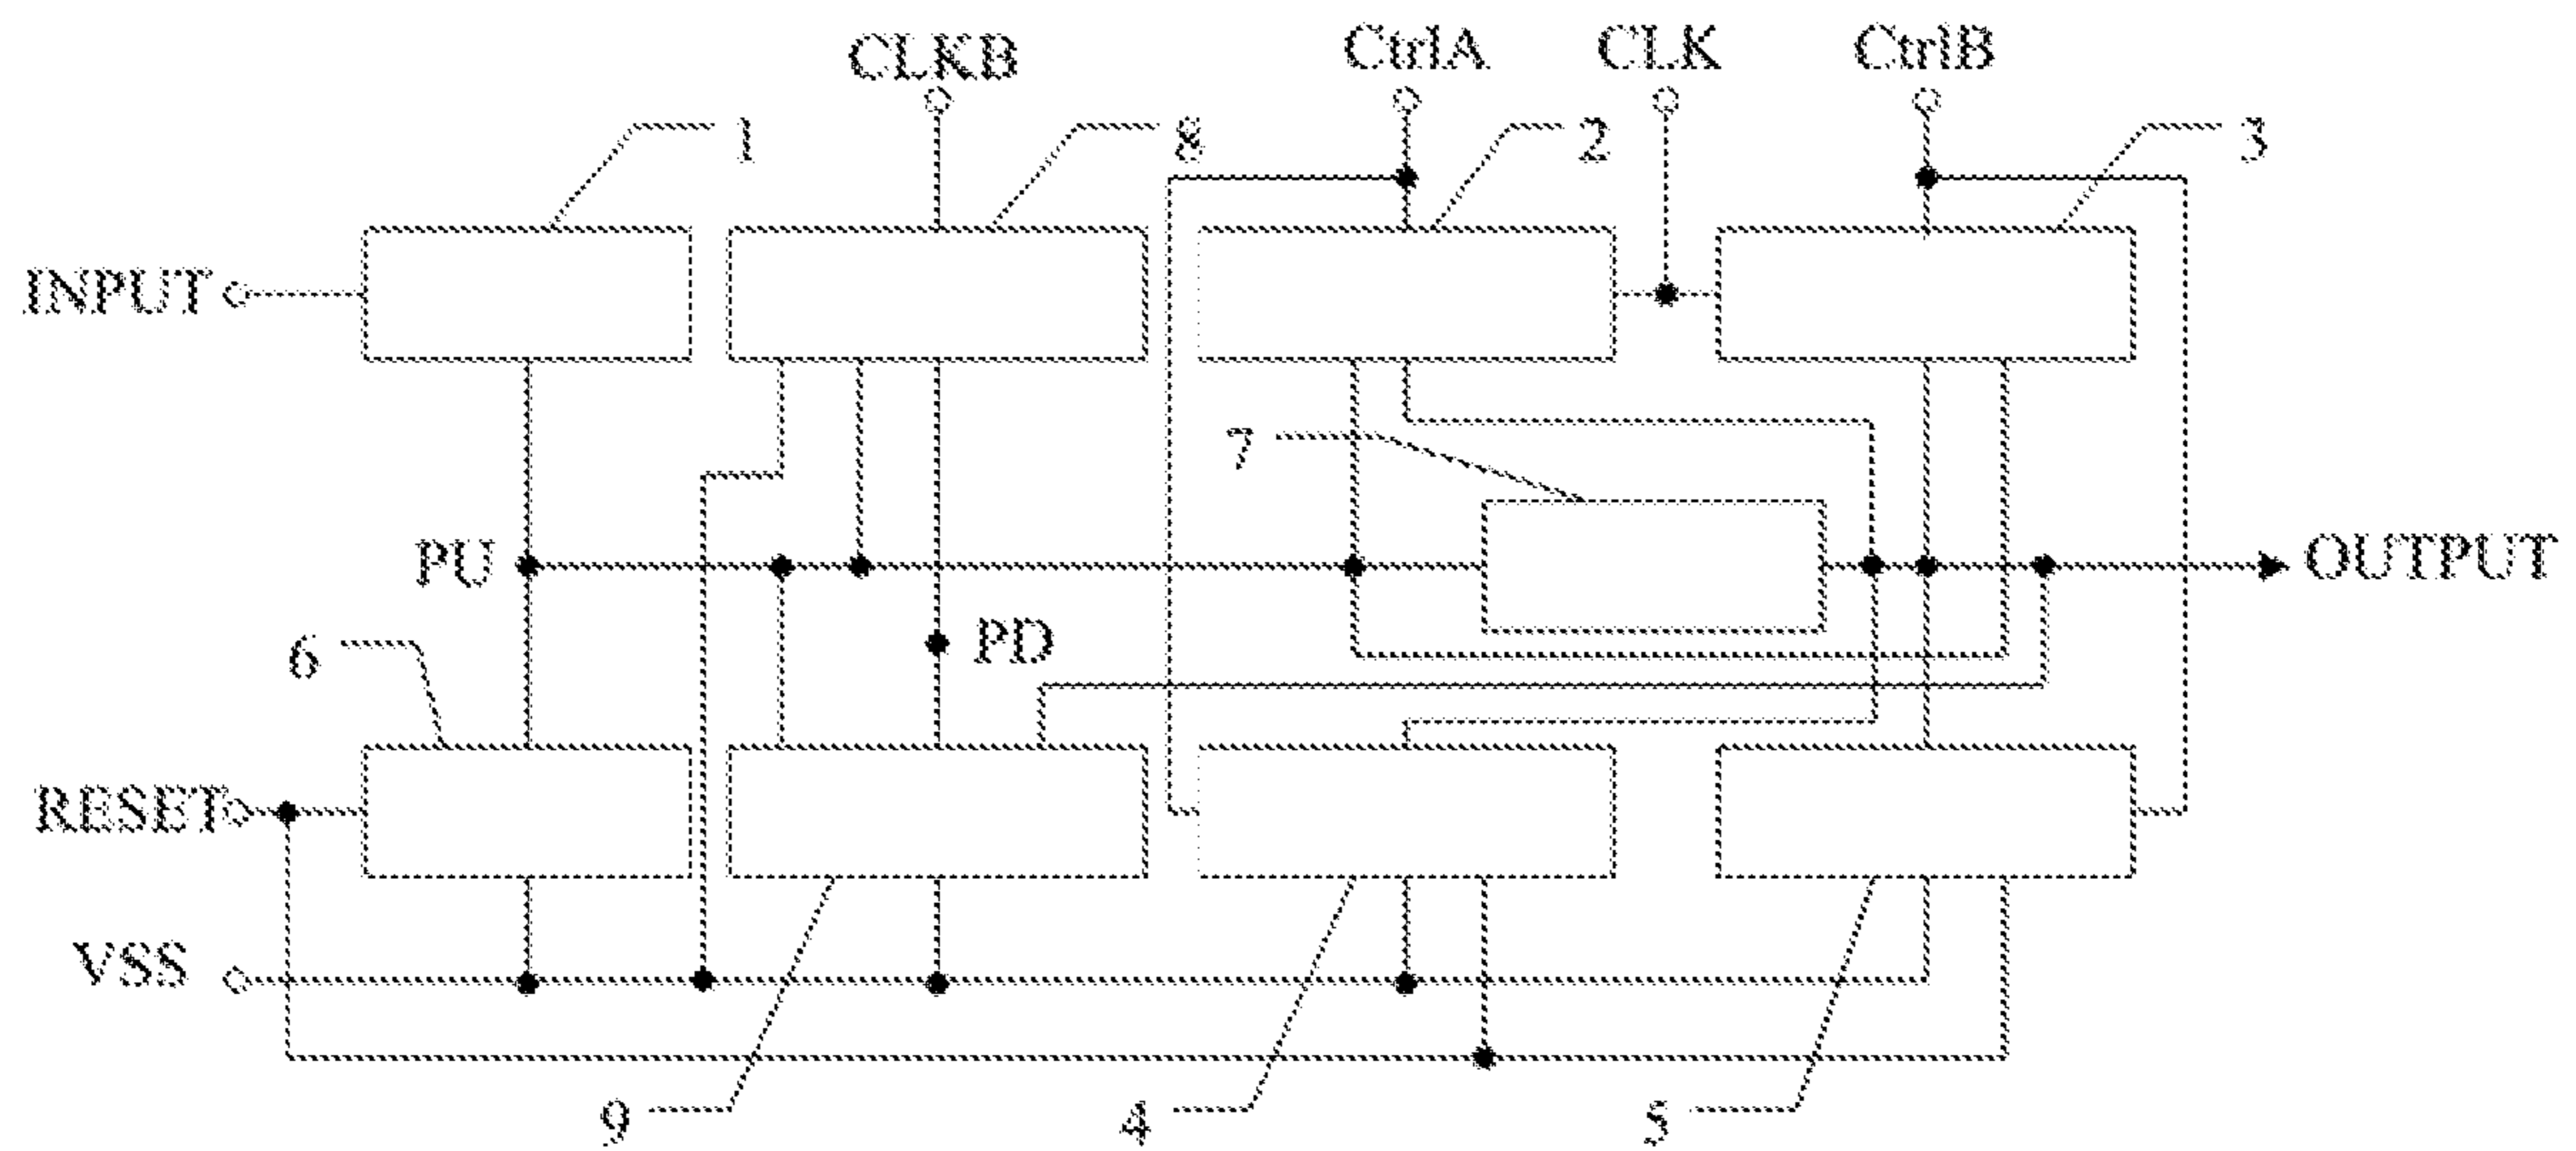 CLKB CtrlA CLK CtrlB
1 8 2 3
INPUT
7
PU OUTPUT
PD
6
RESET
VSS
9 4 5